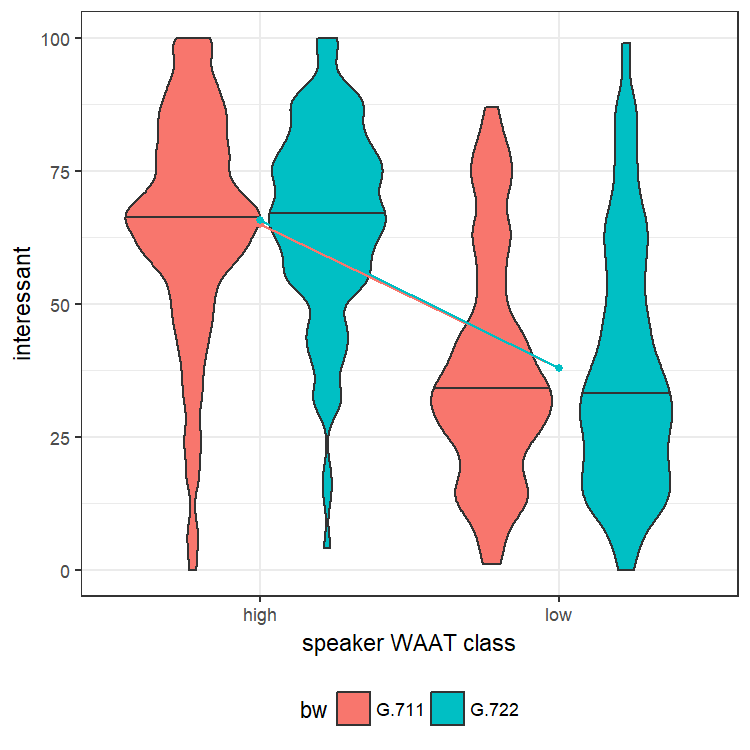 interessant
100
75
50
25
0
high low
speaker WAAT class
bw G.711 G.722